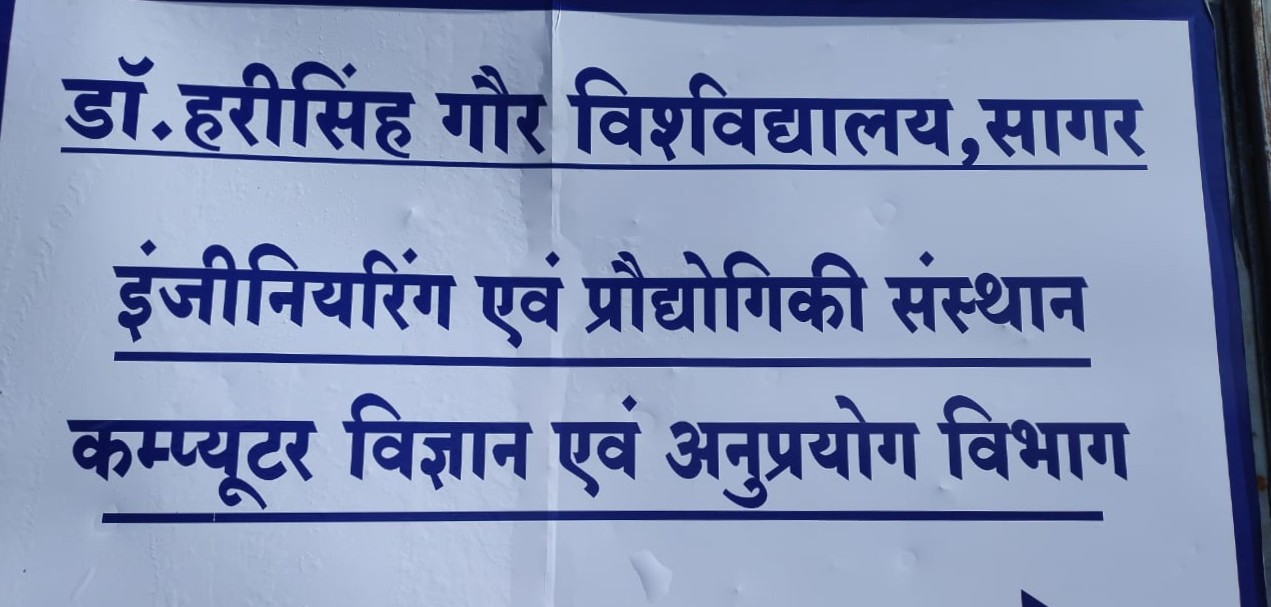 डॉ.हरीसिंह गौर विश्वविद्यालय,सागर
इंजीनियरिंग एवं प्रौद्योगिकी संस्थान
कम्प्यूटर विज्ञान एवं अनुप्रयोग विभाग